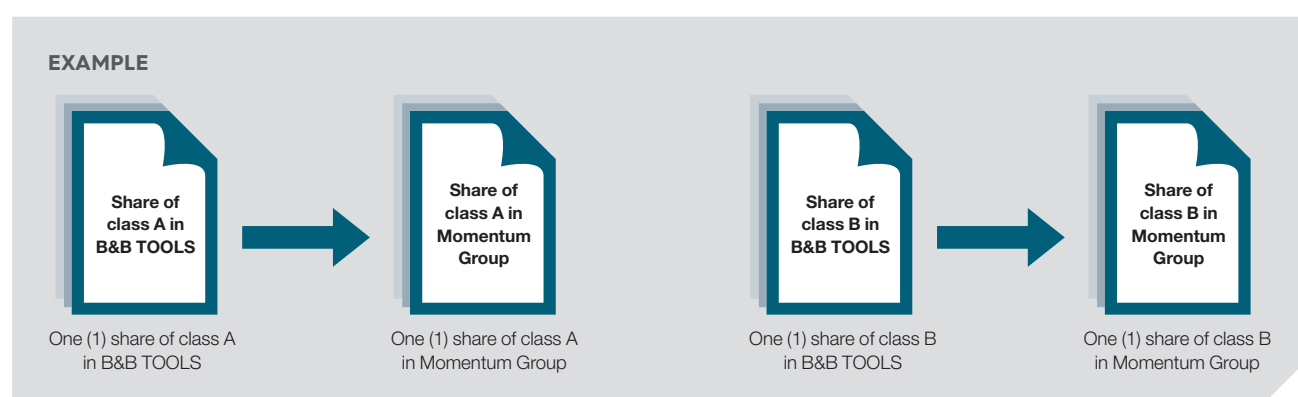 EXAMPLE
Share of
class A in
B&B TOOLS
Share of
class A in
Momentum
Group
Share of
class B in
B&B TOOLS
Share of
class B in
Momentum
Group
One (1) share of class A
in B&B TOOLS
One (1) share of class A
in Momentum Group
One (1) share of class B
in B&B TOOLS
One (1) share of class B
in Momentum Group